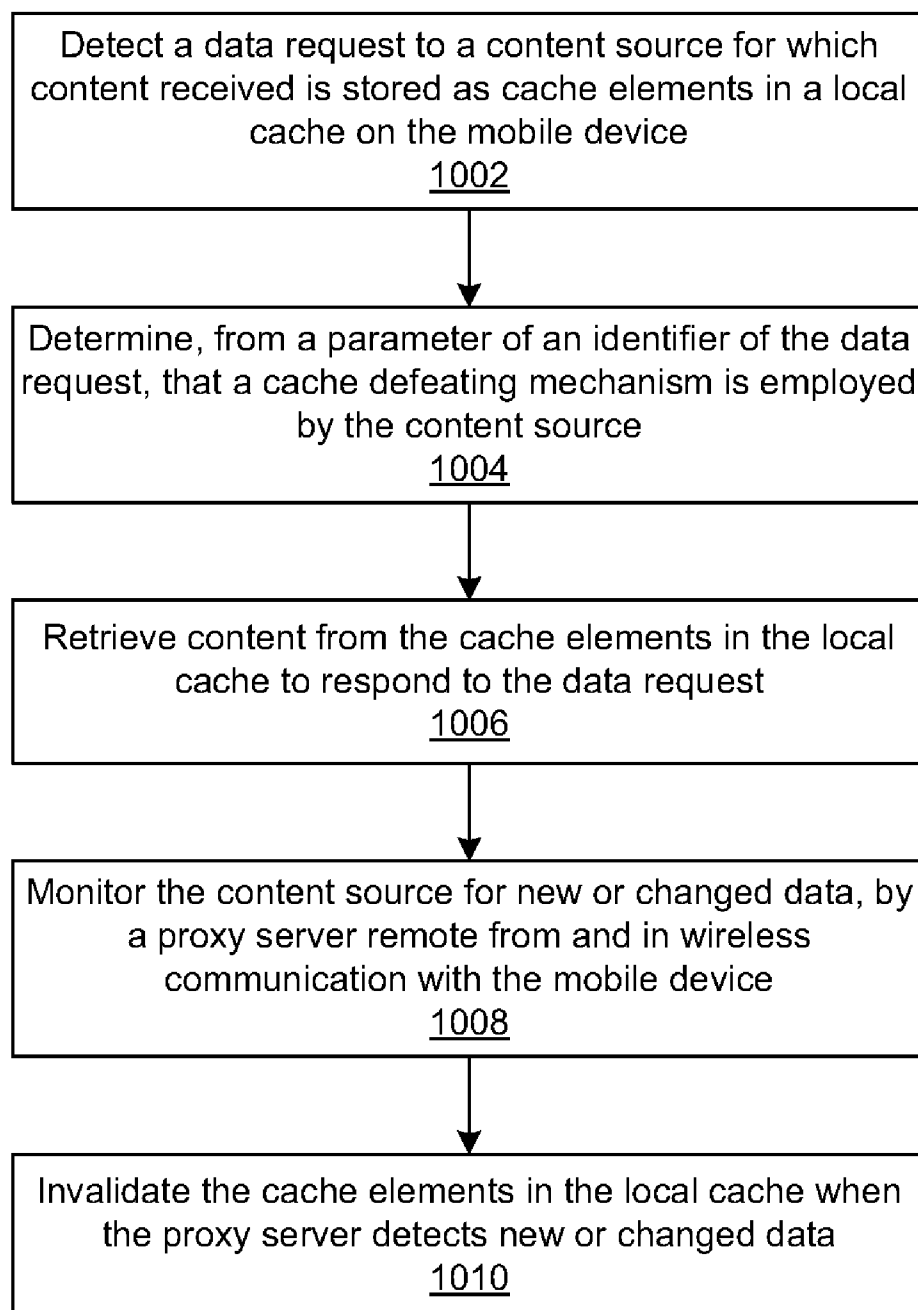 Detect a data request to a content source for which
content received is stored as cache elements in a local
cache on the mobile device
1002
Determine, from a parameter of an identifier of the data
request, that a cache defeating mechanism is employed
by the content source
1004
Retrieve content from the cache elements in the local
cache to respond to the data request
1006
Monitor the content source for new or changed data, by
a proxy server remote from and in wireless
communication with the mobile device
1008
Invalidate the cache elements in the local cache when
the proxy server detects new or changed data
1010